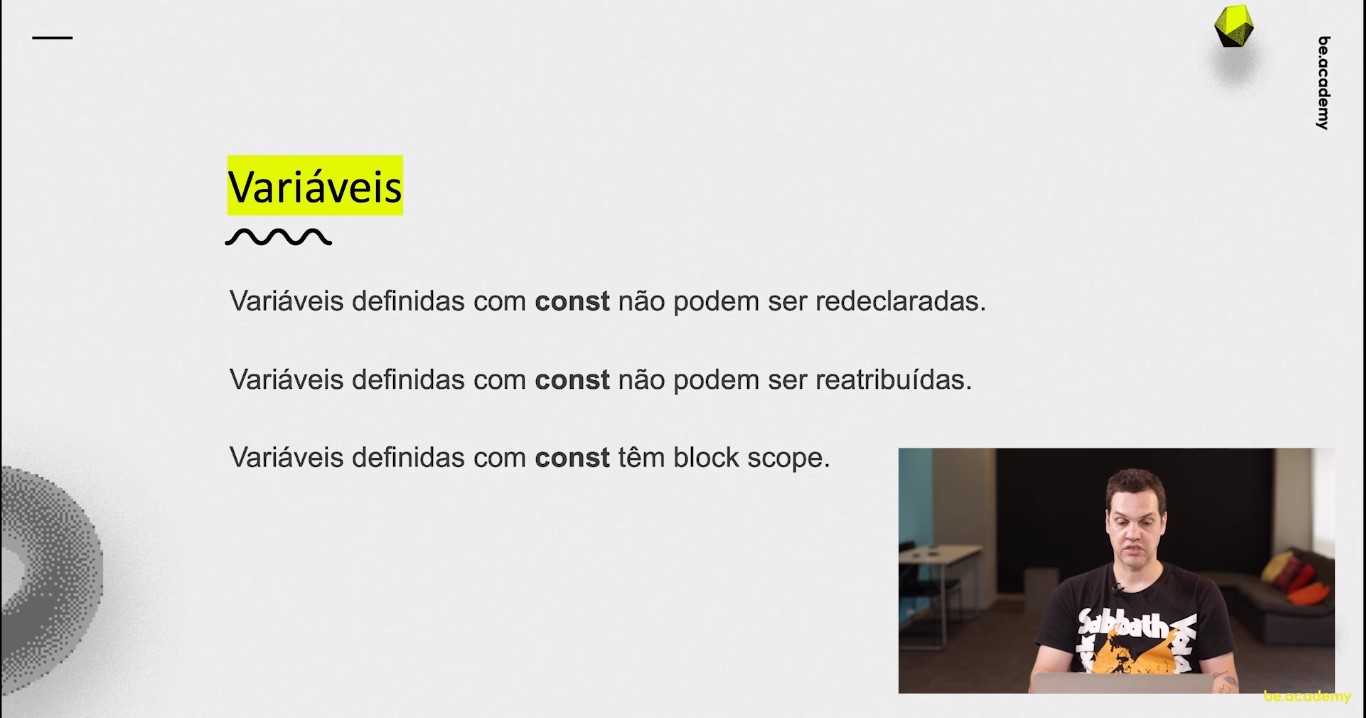 be.academy
Variáveis
Variáveis definidas com const não podem ser redeclaradas.
Variáveis definidas com const não podem ser reatribuídas.
Variáveis definidas com const têm block scope.
Sabbath
be.academy